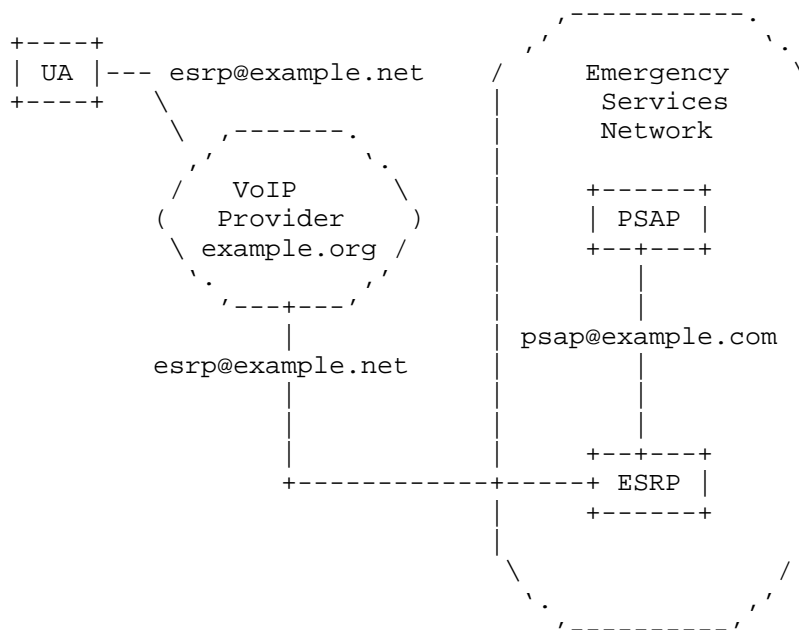 UA
esrp@example.net
Emergency
Services
Network
VoIP
Provider
example.org
PSAP
psap@example.com
esrp@example.net
ESRP